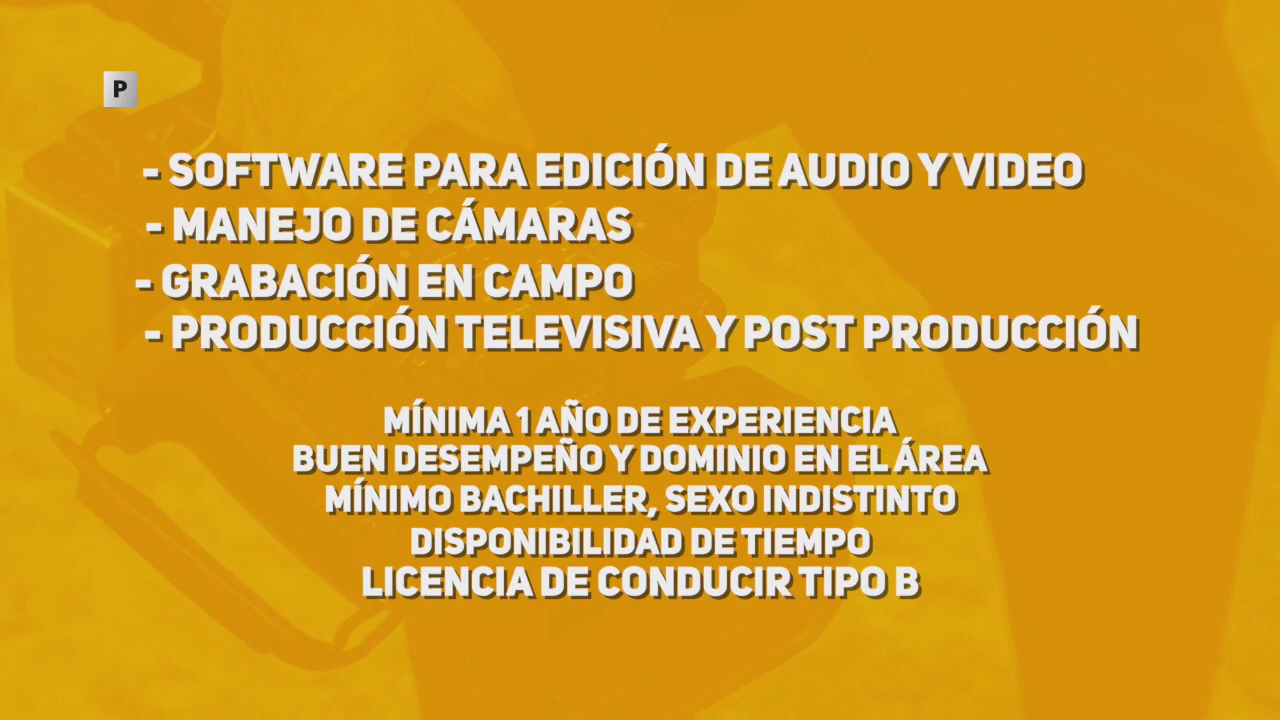 P
- SOFTWARE PARA EDICIÓN DE AUDIO Y VIDEO
- MANEJO DE CÁMARAS
- GRABACIÓN EN CAMPO
- PRODUCCIÓN TELEVISIVA Y POST PRODUCCIÓN
MÍNIMA 1 AÑO DE EXPERIENCIA
BUEN DESEMPEÑO Y DOMINIO EN EL ÁREA
MÍNIMO BACHILLER, SEXO INDISTINTO
DISPONIBILIDAD DE TIEMPO
LICENCIA DE CONDUCIR TIPO B